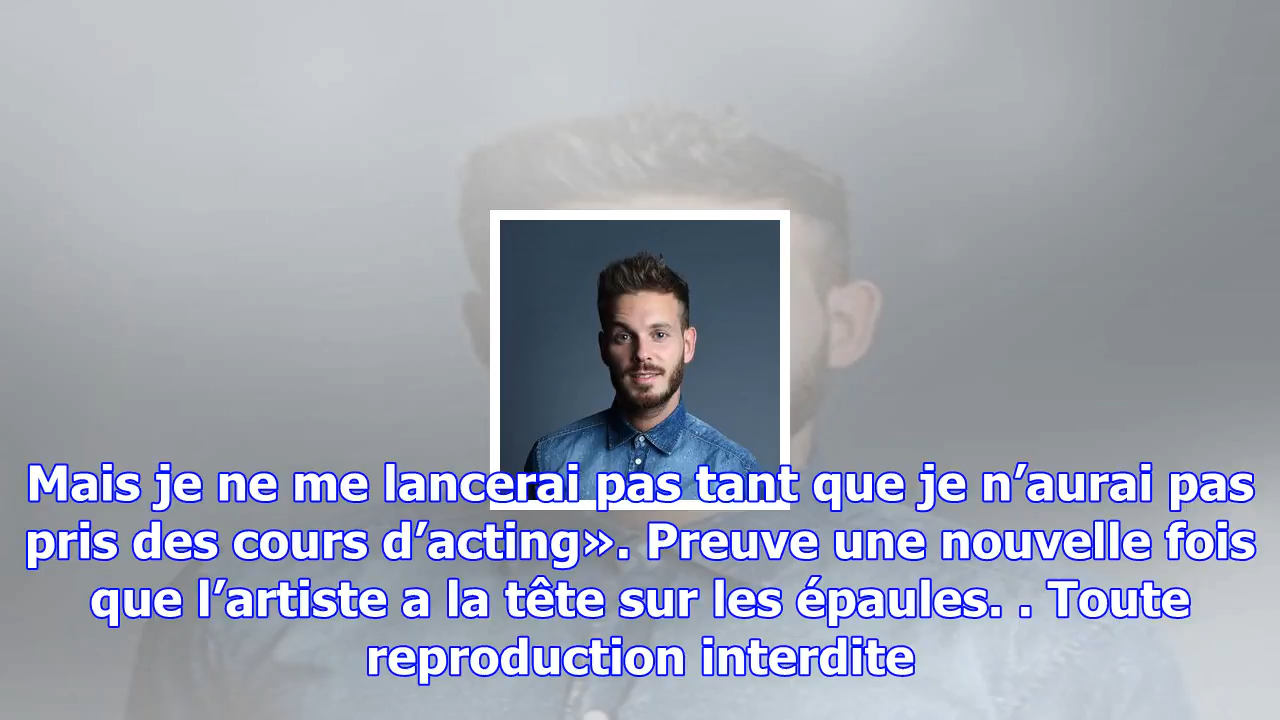 Mais je ne me lancerai pas tant que je n’aurai pas
pris des cours d’acting». Preuve une nouvelle fois
que l’artiste a la tête sur les épaules. . Toute
reproduction interdite